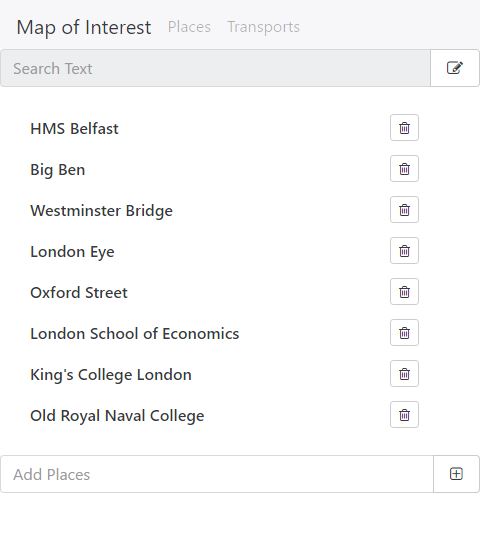 Map of Interest Places Transports
Search Text
HMS Belfast
Big Ben
Westminster Bridge
London Eye
Oxford Street
London School of Economics
King's College London
Old Royal Naval College
Add Places